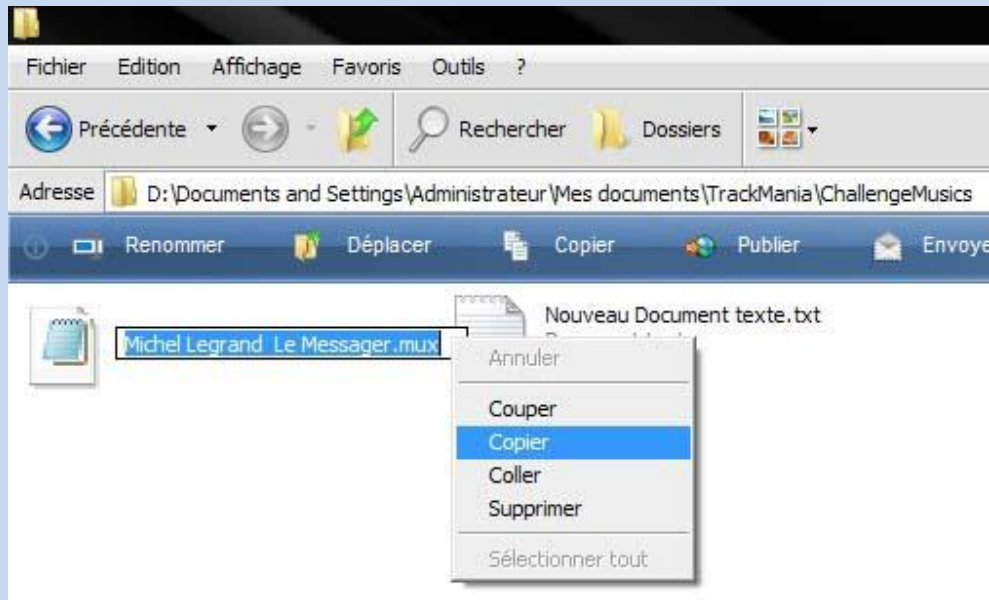 Fichier Edition Affichage Favoris Outils ?
Précédente Rechercher Dossiers
Adresse D:\Documents and Settings\Administrateur\Mes documents\TrackMania\ChallengeMusics
Renommer Déplacer Copier Publier Envoye
Michel Legrand Le Messager.mux
Nouveau Document texte.txt
Annuler
Couper
Copier
Coller
Supprimer
Sélectionner tout